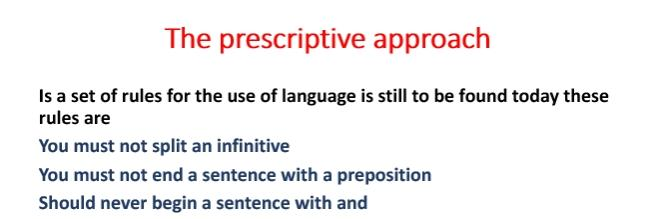 The prescriptive approach
Is a set of rules for the use of language is still to be found today these
rules are
You must not split an infinitive
You must not end a sentence with a preposition
Should never begin a sentence with and